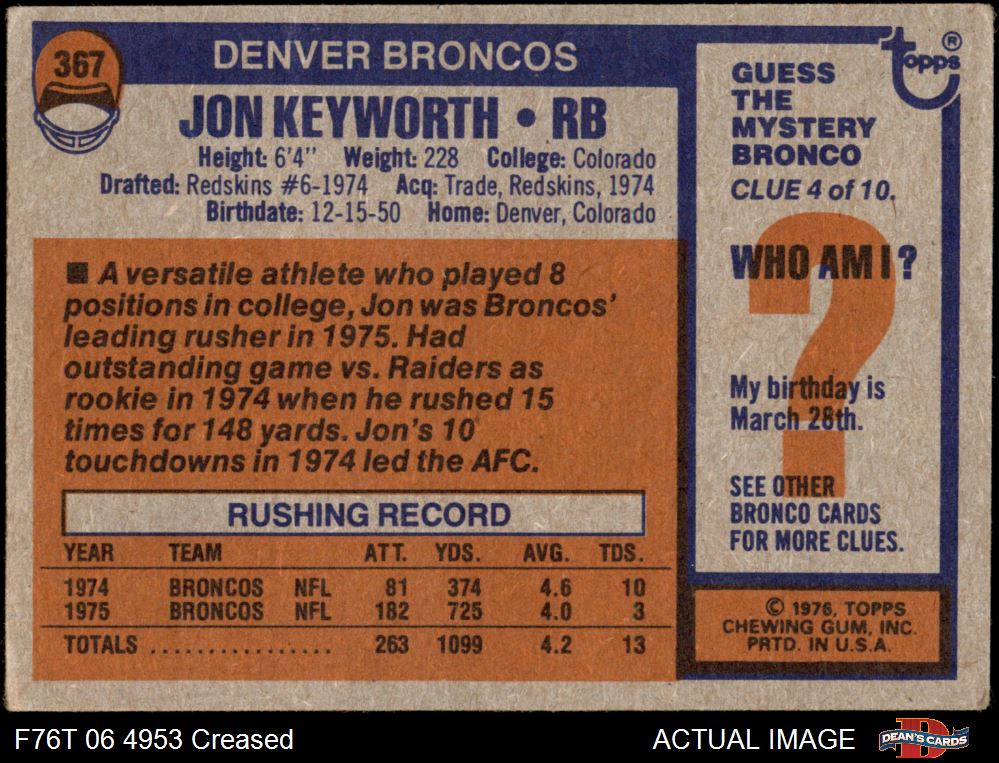 367
DENVER BRONCOS
JON KEYWORTH • RB
Height: 6'4" Weight: 228 College: Colorado
Drafted: Redskins #6-1974 Acq: Trade, Redskins, 1974
Birthdate: 12-15-50 Home: Denver, Colorado
■ A versatile athlete who played 8
positions in college, Jon was Broncos'
leading rusher in 1975. Had
outstanding game vs. Raiders as
rookie in 1974 when he rushed 15
times for 148 yards. Jon's 10
touchdowns in 1974 led the AFC.
RUSHING RECORD
YEAR TEAM ATT. YDS. AVG. TDS.
1974 BRONCOS NFL 81 374 4.6 10
1975 BRONCOS NFL 182 725 4.0 3
TOTALS ................ 263 1099 4.2 13
topps ®
GUESS
THE
MYSTERY
BRONCO
CLUE 4 of 10.
?
WHO AM I?
My birthday is
March 28th.
SEE OTHER
BRONCO CARDS
FOR MORE CLUES.
© 1976, TOPPS
CHEWING GUM, INC.
PRTD. IN U.S.A.
F76T 06 4953 Creased
ACTUAL IMAGE
D
DEAN'S CARDS